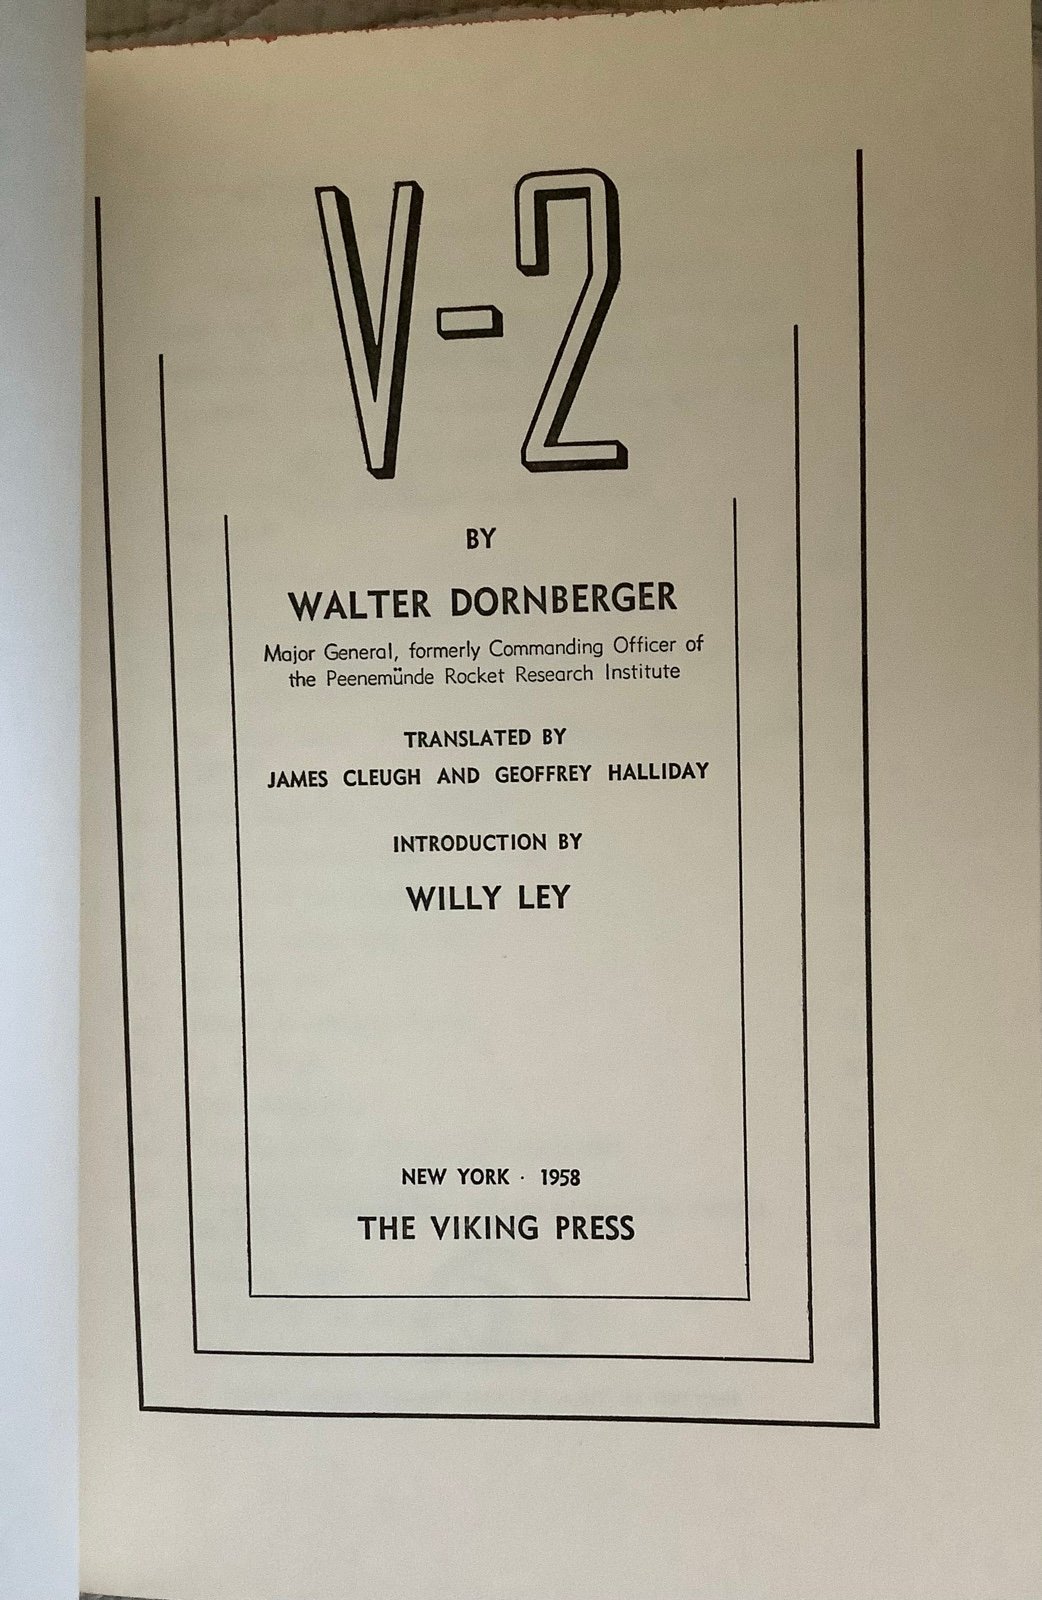 V-2
BY
WALTER DORNBERGER
Major General, formerly Commanding Officer of
the Peenemünde Rocket Research Institute
TRANSLATED BY
JAMES CLEUGH AND GEOFFREY HALLIDAY
INTRODUCTION BY
WILLY LEY
NEW YORK · 1958
THE VIKING PRESS